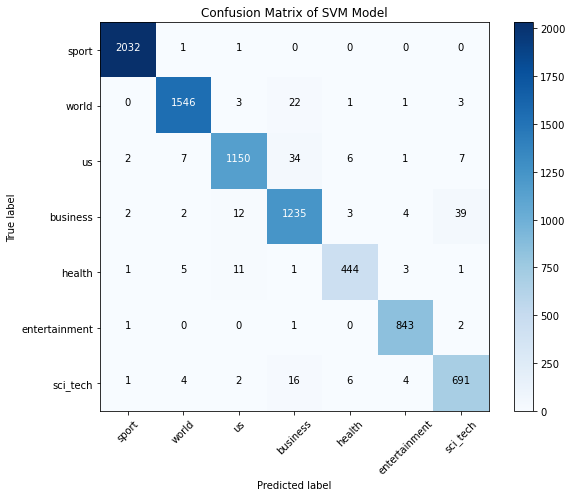 Confusion Matrix of SVM Model
sport 2032 1 1 0 0 0 0
world 0 1546 3 22 1 1 3
us 2 7 1150 34 6 1 7
business 2 2 12 1235 3 4 39
health 1 5 11 1 444 3 1
entertainment 1 0 0 1 0 843 2
sci_tech 1 4 2 16 6 4 691
sport world us business health entertainment sci_tech
True label
Predicted label
2000
1750
1500
1250
1000
750
500
250
0